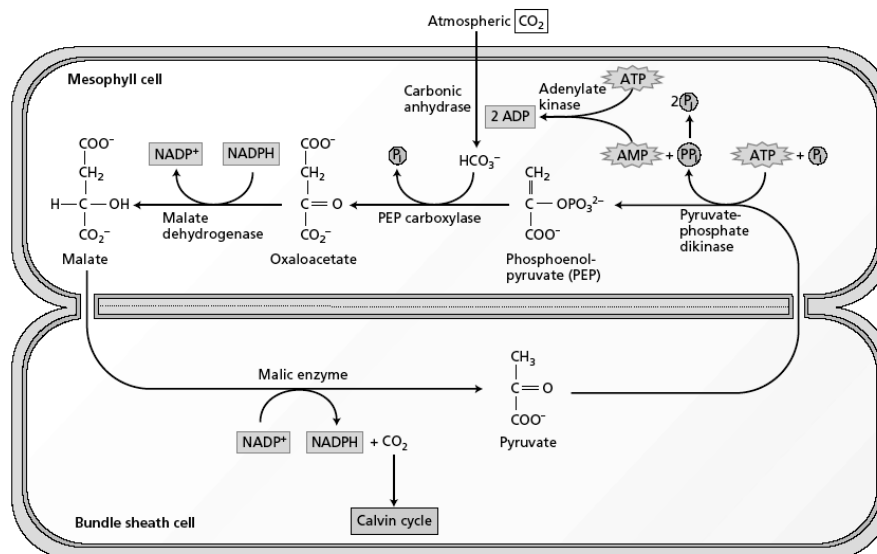 Atmospheric CO₂
Mesophyll cell
Carbonic
anhydrase
Adenylate
kinase
ATP
2 Pᵢ
2 ADP
AMP + PPᵢ
ATP + Pᵢ
COO⁻
CH₂
H—C—OH
CO₂⁻
Malate
NADP⁺
NADPH
Malate
dehydrogenase
COO⁻
CH₂
C=O
CO₂⁻
Oxaloacetate
Pᵢ
HCO₃⁻
PEP carboxylase
CH₂
C—OPO₃²⁻
COO⁻
Phosphoenol-
pyruvate (PEP)
Pyruvate-
phosphate
dikinase
Malic enzyme
NADP⁺
NADPH + CO₂
CH₃
C=O
COO⁻
Pyruvate
Calvin cycle
Bundle sheath cell